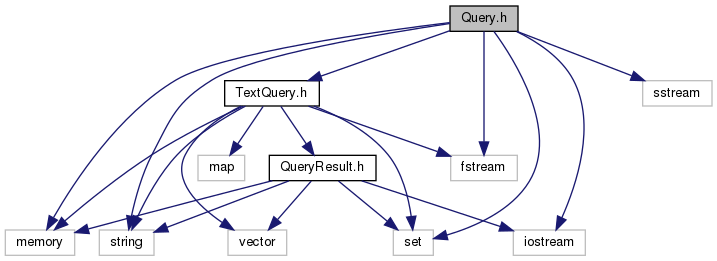 Query.h
TextQuery.h
sstream
map
QueryResult.h
fstream
memory
string
vector
set
iostream